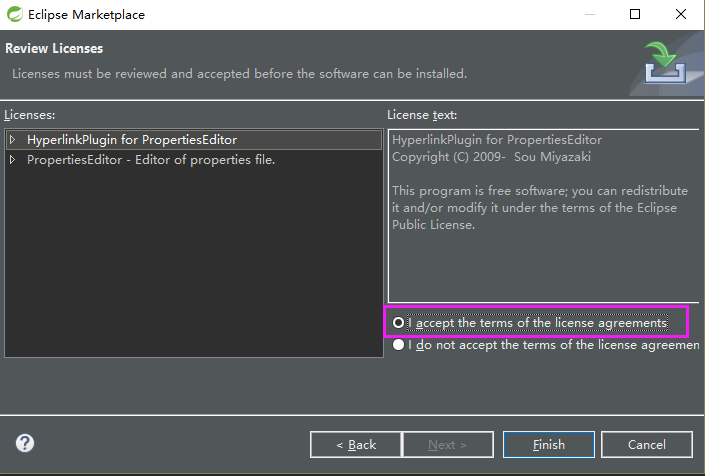 Eclipse Marketplace
Review Licenses
Licenses must be reviewed and accepted before the software can be installed.
Licenses:
HyperlinkPlugin for PropertiesEditor
PropertiesEditor - Editor of properties file.
License text:
HyperlinkPlugin for PropertiesEditor
Copyright (C) 2009-  Sou Miyazaki
This program is free software; you can redistribute
it and/or modify it under the terms of the Eclipse
Public License.
I accept the terms of the license agreements
I do not accept the terms of the license agreemen
< Back
Next >
Finish
Cancel